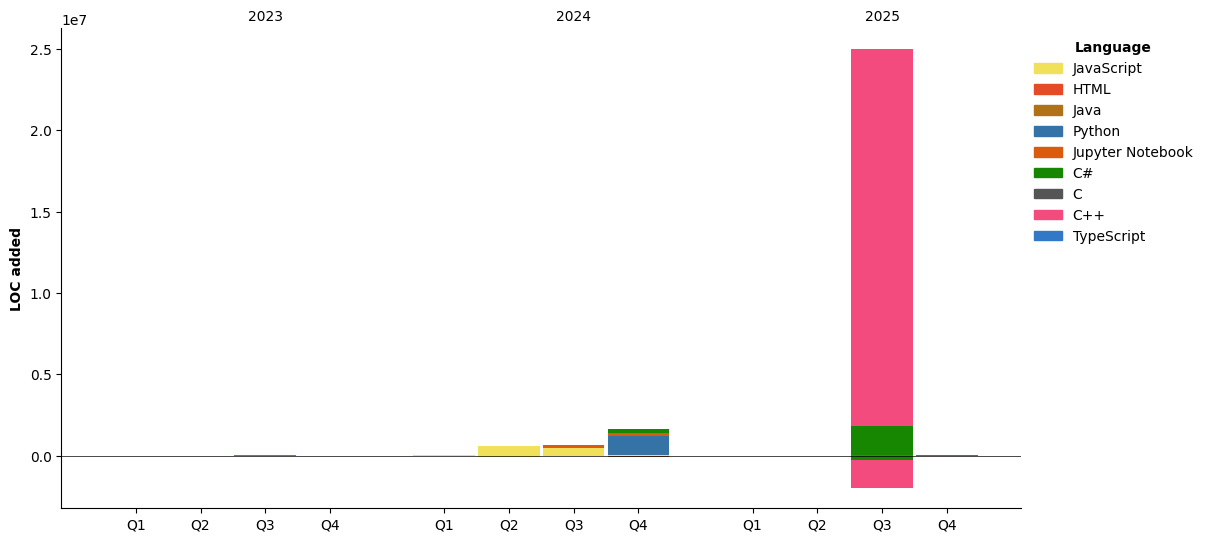 2023 2024 2025
1e7
Language
JavaScript
HTML
Java
Python
Jupyter Notebook
C#
C
C++
TypeScript
LOC added
2.5
2.0
1.5
1.0
0.5
0.0
Q1 Q2 Q3 Q4 Q1 Q2 Q3 Q4 Q1 Q2 Q3 Q4